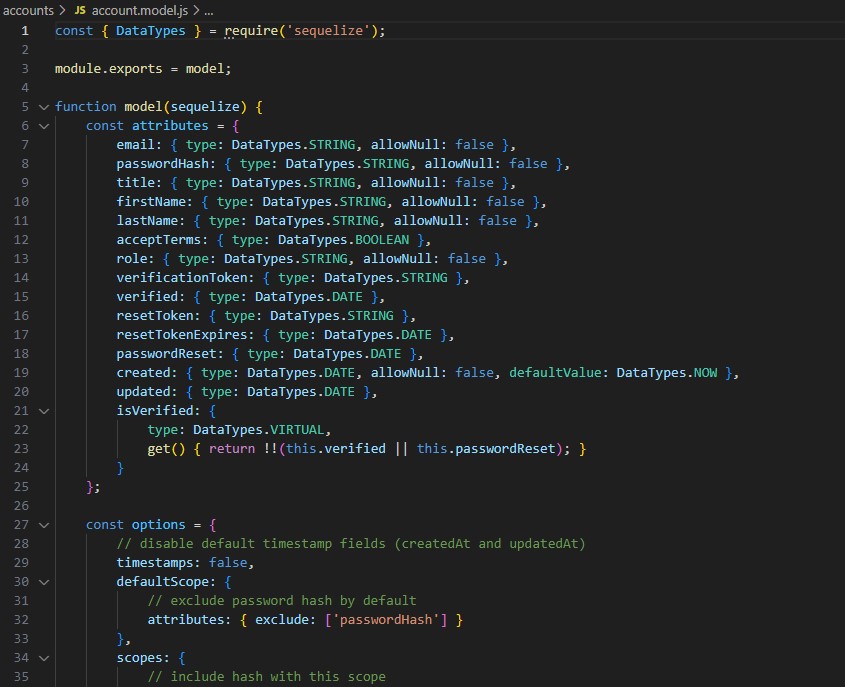 accounts > JS account.model.js > ...
1 const { DataTypes } = require('sequelize');
2
3 module.exports = model;
4
5 function model(sequelize) {
6     const attributes = {
7         email: { type: DataTypes.STRING, allowNull: false },
8         passwordHash: { type: DataTypes.STRING, allowNull: false },
9         title: { type: DataTypes.STRING, allowNull: false },
10         firstName: { type: DataTypes.STRING, allowNull: false },
11         lastName: { type: DataTypes.STRING, allowNull: false },
12         acceptTerms: { type: DataTypes.BOOLEAN },
13         role: { type: DataTypes.STRING, allowNull: false },
14         verificationToken: { type: DataTypes.STRING },
15         verified: { type: DataTypes.DATE },
16         resetToken: { type: DataTypes.STRING },
17         resetTokenExpires: { type: DataTypes.DATE },
18         passwordReset: { type: DataTypes.DATE },
19         created: { type: DataTypes.DATE, allowNull: false, defaultValue: DataTypes.NOW },
20         updated: { type: DataTypes.DATE },
21         isVerified: {
22             type: DataTypes.VIRTUAL,
23             get() { return !!(this.verified || this.passwordReset); }
24         }
25     };
26
27     const options = {
28         // disable default timestamp fields (createdAt and updatedAt)
29         timestamps: false,
30         defaultScope: {
31             // exclude password hash by default
32             attributes: { exclude: ['passwordHash'] }
33         },
34         scopes: {
35             // include hash with this scope